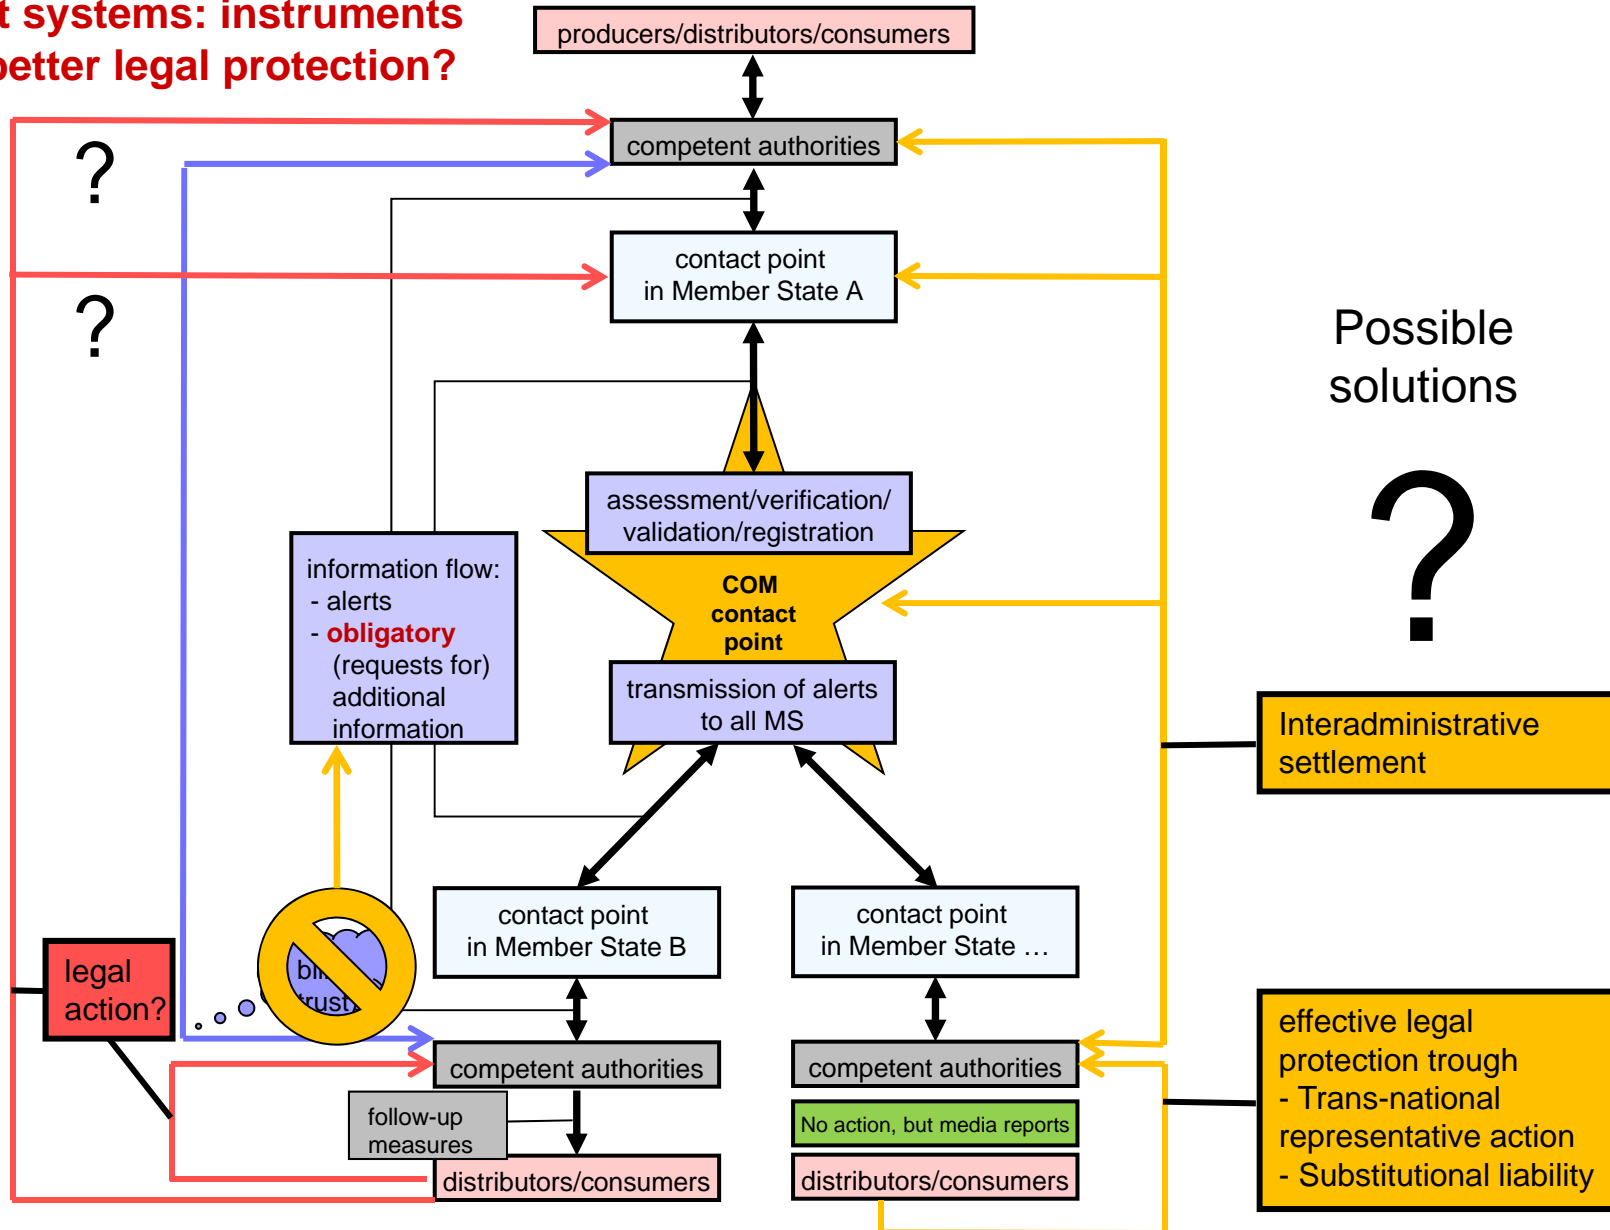 t systems: instruments
better legal protection?
producers/distributors/consumers
?
competent authorities
contact point
in Member State A
?
Possible
solutions
?
assessment/verification/
validation/registration
COM
contact
point
information flow:
- alerts
- obligatory
(requests for)
additional
information
transmission of alerts
to all MS
Interadministrative
settlement
contact point
in Member State B
contact point
in Member State …
legal
action?
trust
competent authorities
competent authorities
follow-up
measures
No action, but media reports
distributors/consumers
distributors/consumers
effective legal
protection trough
- Trans-national
representative action
- Substitutional liability